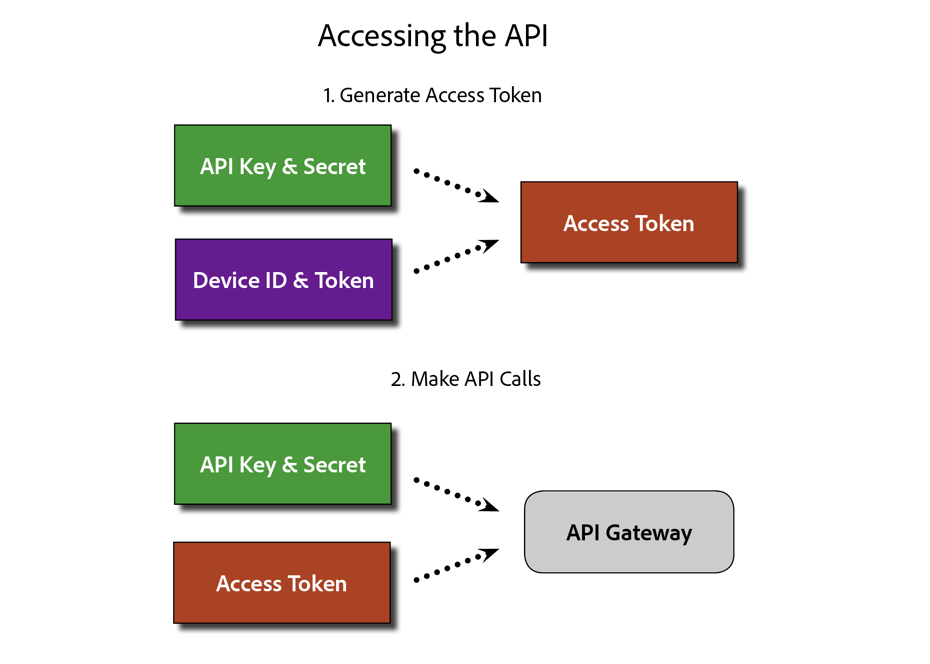 Accessing the API
1. Generate Access Token
API Key & Secret
Access Token
Device ID & Token
2. Make API Calls
API Key & Secret
API Gateway
Access Token